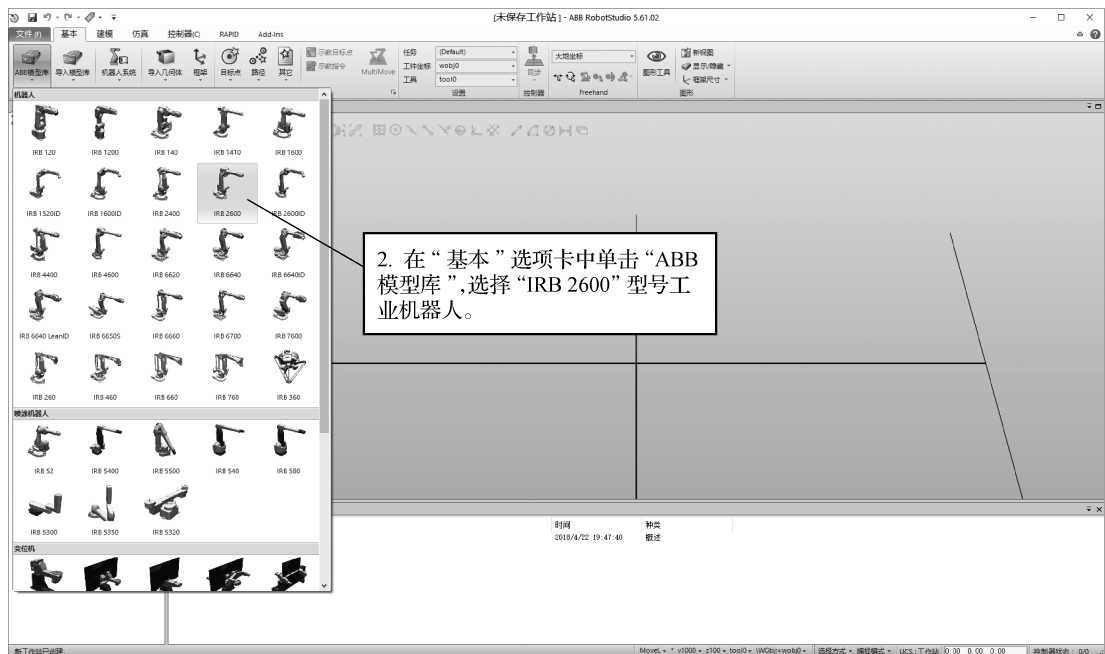 [未保存工作站] - ABB RobotStudio 5.61.02
文件(F) 基本 建模 仿真 控制器(C) RAPID Add-Ins
ABB模型库 导入模型库 机器人系统 导入几何体 框架 目标点 路径 其它
示教目标点
示教指令
MultiMove
任务 (Default)
工件坐标 wobj0
工具 tool0
设置
同步
控制器
大地坐标
Freehand
图形工具
新视图
显示/隐藏
框架尺寸
图形
机器人
IRB 120 IRB 1200 IRB 140 IRB 1410 IRB 1600
IRB 1520ID IRB 1600ID IRB 2400 IRB 2600 IRB 2600ID
IRB 4400 IRB 4600 IRB 6620 IRB 6640 IRB 6640ID
IRB 6640 LeanID IRB 6650S IRB 6660 IRB 6700 IRB 7600
IRB 260 IRB 460 IRB 660 IRB 760 IRB 360
喷涂机器人
IRB 52 IRB 5400 IRB 5500 IRB 540 IRB 580
IRB 5300 IRB 5350 IRB 5320
变位机
2. 在“基本”选项卡中单击“ABB
模型库”,选择“IRB 2600”型号工
业机器人。
时间 种类
2018/4/22 19:47:40 概述
新工作站已创建.
MoveL * v1000 z100 tool0 \WObj:=wobj0 选择方式 捕捉模式 UCS : 工作站 0.00 0.00 0.00 控制器状态: 0/0